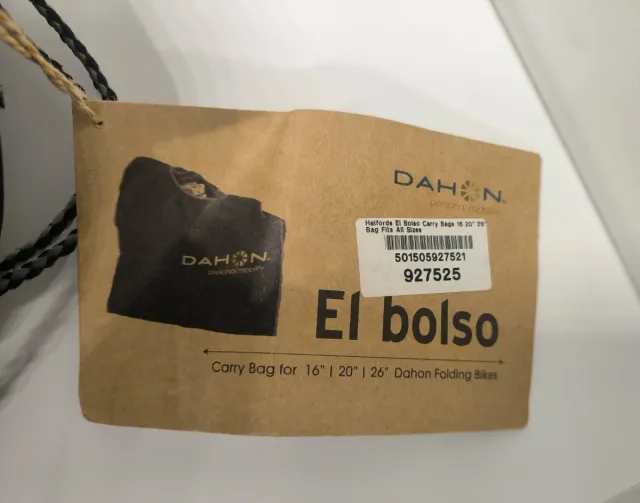 DAHON
personal mobility
DAHON
personal mobility
Halfords El Bolso Carry Bags 16 20" 26"
Bag Fits All Sizes
501505927521
927525
El bolso
Carry Bag for 16" | 20" | 26" Dahon Folding Bikes